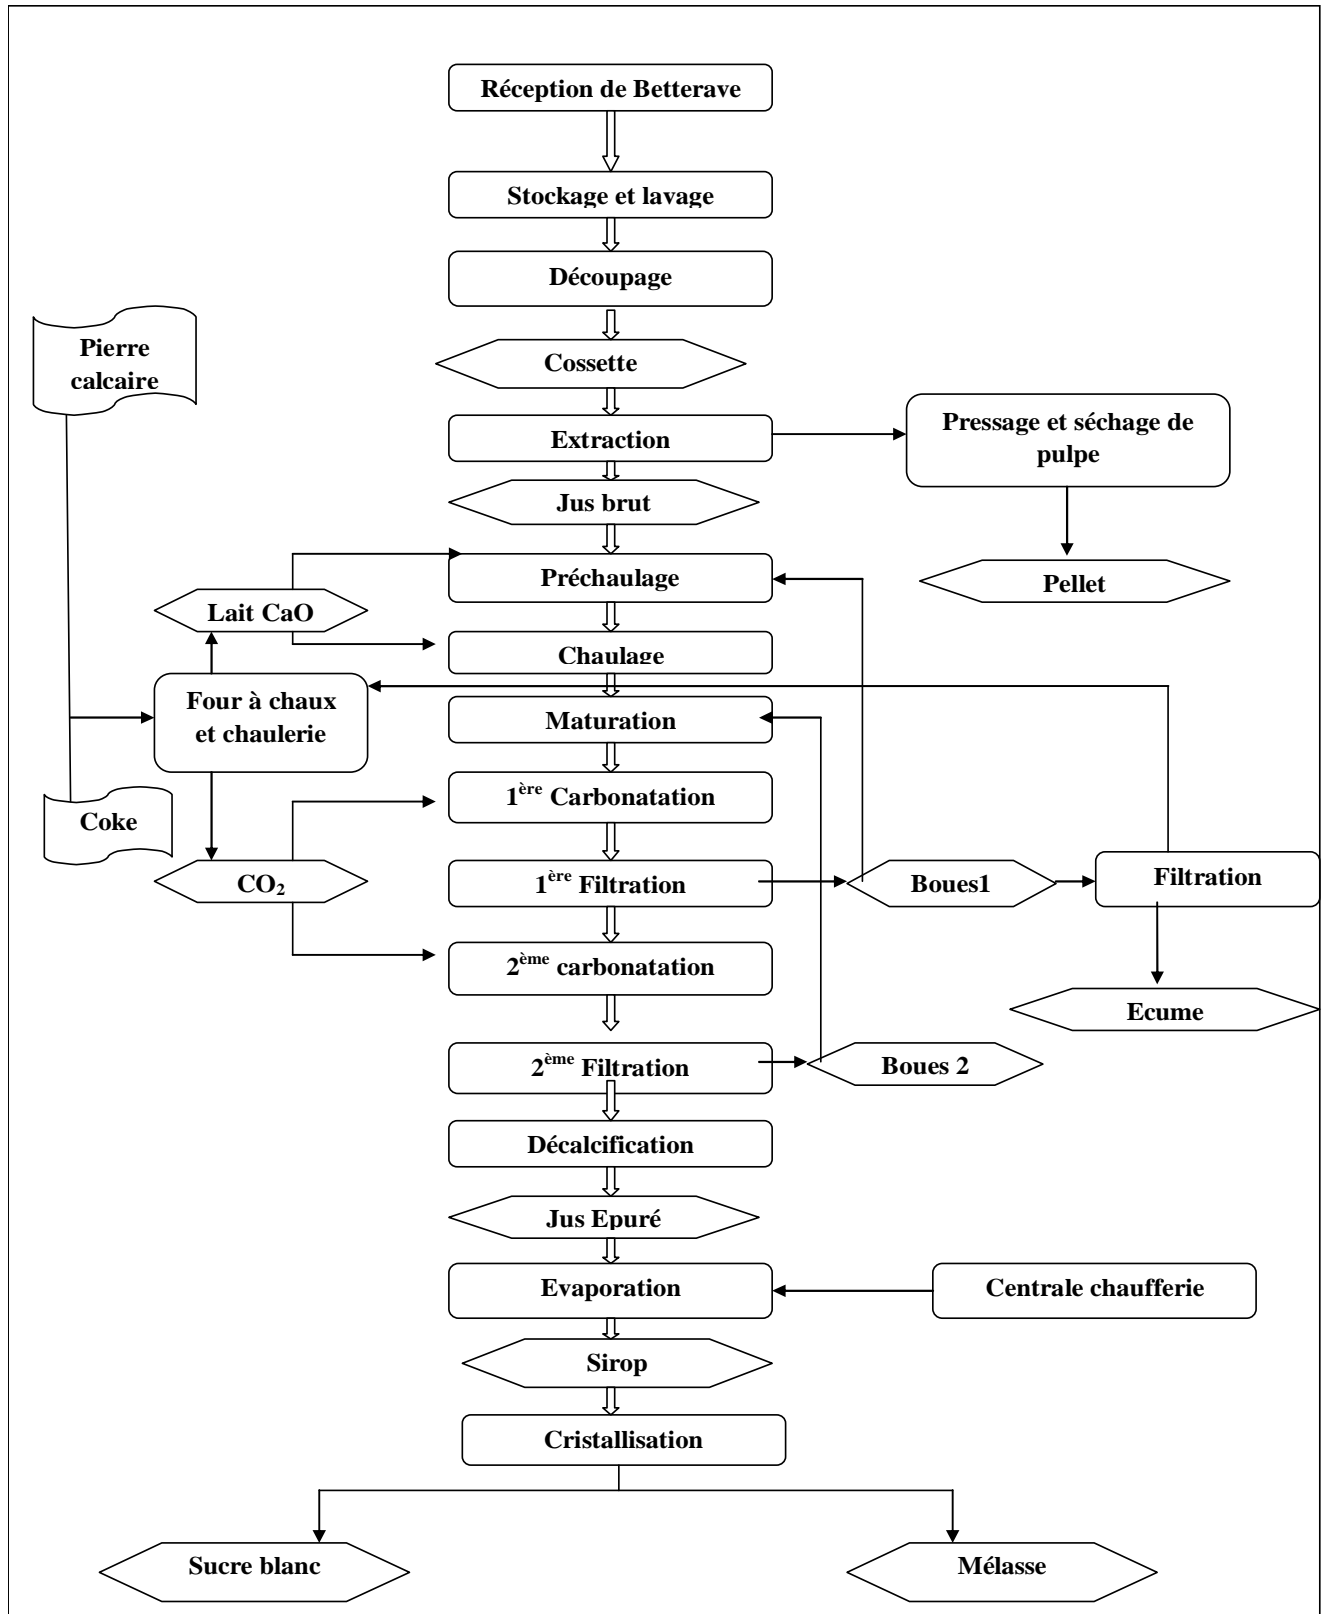 Réception de Betterave
Stockage et lavage
Découpage
Pierre
calcaire
Cossette
Extraction
Pressage et séchage de
pulpe
Jus brut
Préchaulage
Pellet
Lait CaO
Chaulage
Four à chaux
et chaulerie
Maturation
1ère Carbonatation
Coke
CO₂
1ère Filtration
Boues1
Filtration
2ème carbonatation
Ecume
2ème Filtration
Boues 2
Décalcification
Jus Epuré
Evaporation
Centrale chaufferie
Sirop
Cristallisation
Sucre blanc
Mélasse